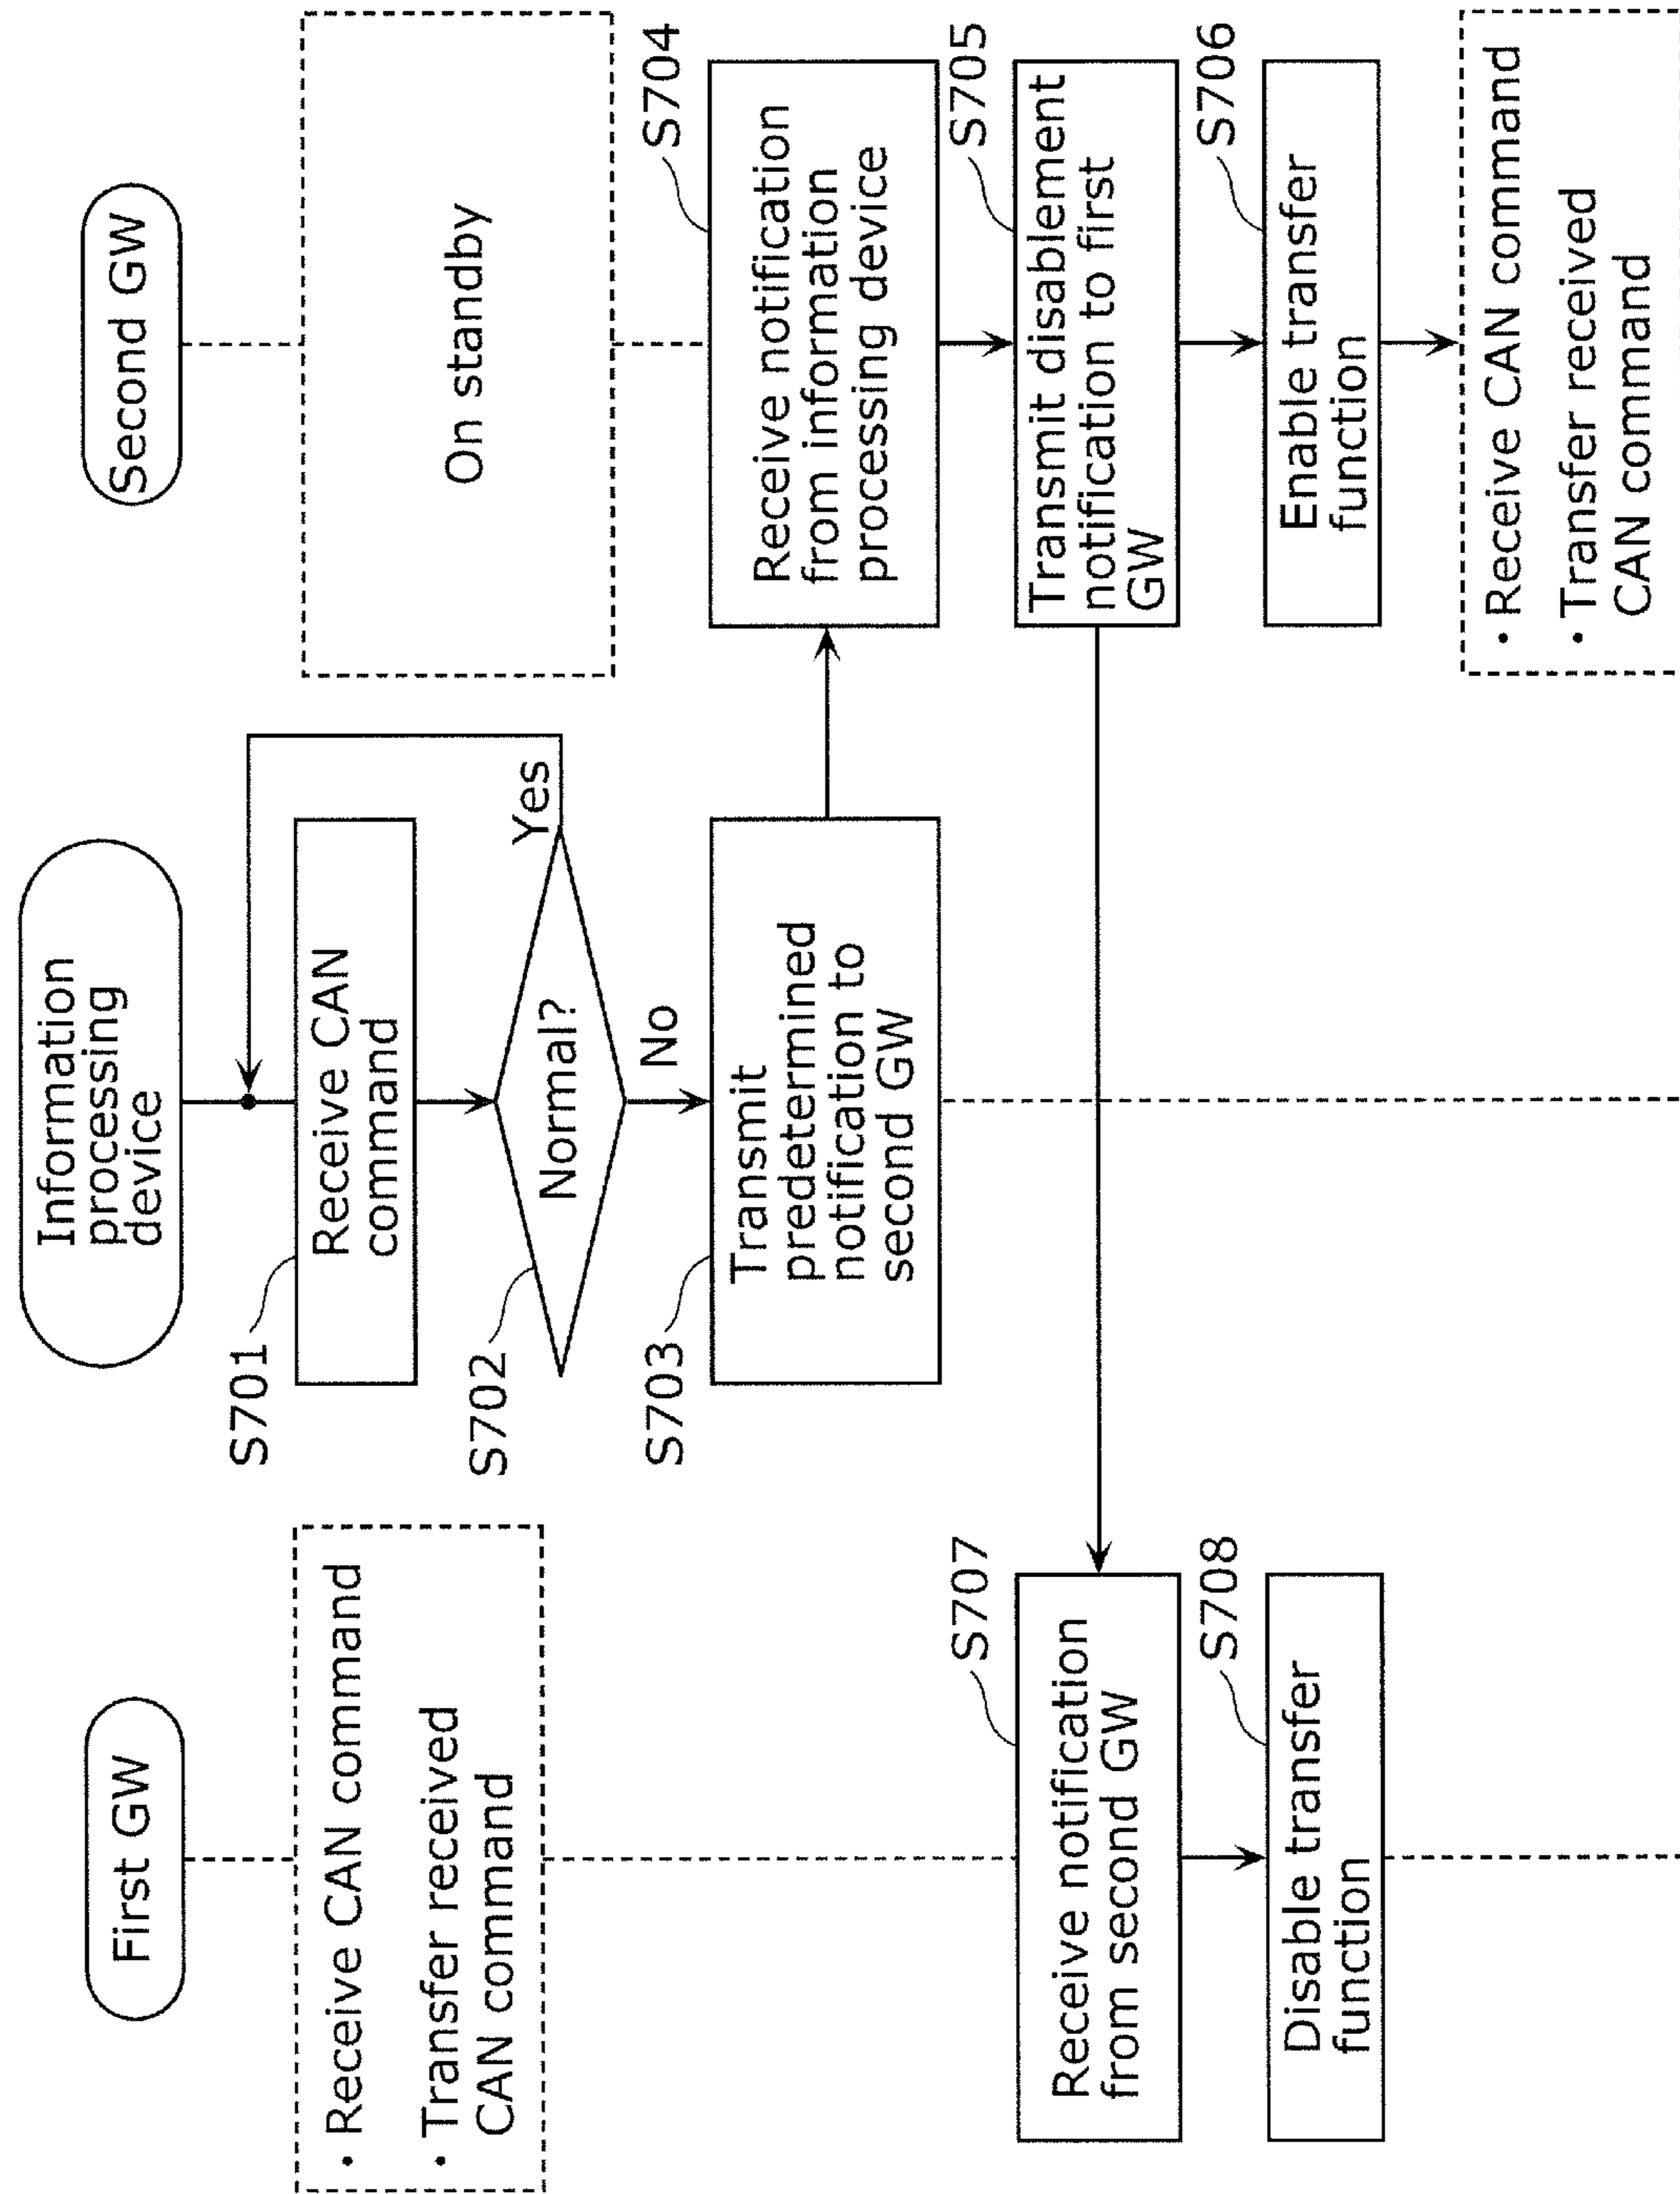 First GW
Information
processing
device
Second GW
• Receive CAN command
• Transfer received
CAN command
S701
Receive CAN
command
On standby
S702
Normal?
Yes
No
S703
Transmit
predetermined
notification to
second GW
S704
Receive notification
from information
processing device
S705
Transmit disablement
notification to first
GW
S707
Receive notification
from second GW
S706
Enable transfer
function
S708
Disable transfer
function
• Receive CAN command
• Transfer received
CAN command